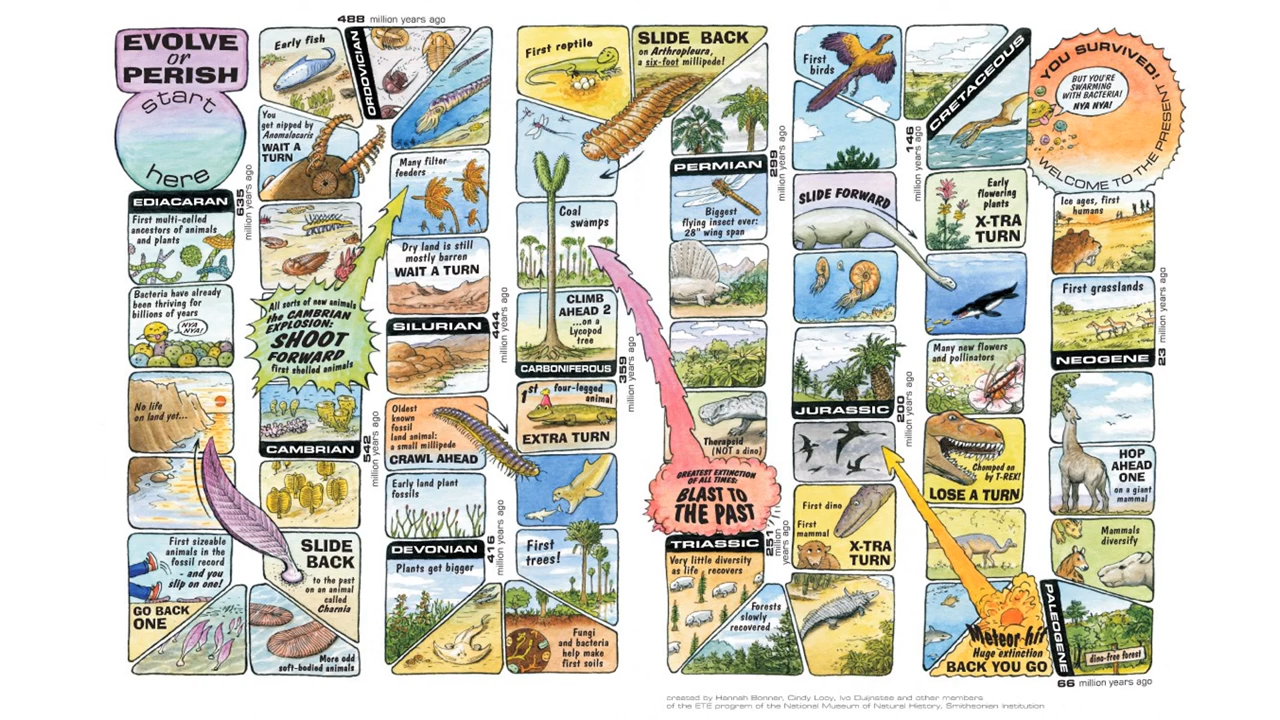 EVOLVE
or
PERISH
start
here
635
million years ago
EDIACARAN
First multi-celled
ancestors of animals
and plants
Bacteria have already
been thriving for
billions of years
NYA
NYA!
No life
on land yet...
First sizeable
animals in the
fossil record
- and you
slip on one!
GO BACK
ONE
More odd
soft-bodied animals
SLIDE
BACK
to the past
on an animal
called
Charnia
542
million years ago
CAMBRIAN
All sorts of new animals
in the CAMBRIAN
EXPLOSION:
SHOOT
FORWARD
first shelled animals
You
get nipped by
Anomalocaris
WAIT A
TURN
Early fish
488 million years ago
ORDOVICIAN
Many filter
feeders
Dry land is still
mostly barren
WAIT A TURN
444
million years ago
SILURIAN
Oldest
known
fossil
land animal:
a small millipede
CRAWL AHEAD
Early land plant
fossils
416
million years ago
DEVONIAN
Plants get bigger
Fungi
and bacteria
help make
first soils
First
trees!
1st four-legged
animal
EXTRA TURN
359
million years ago
CARBONIFEROUS
CLIMB
AHEAD 2
...on a
Lycopod
tree
Coal
swamps
First reptile
SLIDE BACK
on Arthropleura,
a six-foot millipede!
299
million years ago
PERMIAN
Biggest
flying insect ever:
28" wing span
Therapsid
(NOT a dino)
GREATEST EXTINCTION
OF ALL TIMES:
BLAST TO
THE PAST
251
million
years ago
TRIASSIC
Very little diversity
as life recovers
Forests
slowly
recovered
First dino
First
mammal
X-TRA
TURN
200
million years ago
JURASSIC
SLIDE FORWARD
First
birds
146
million years ago
CRETACEOUS
Early
flowering
plants
X-TRA
TURN
Many new flowers
and pollinators
Chomped on
by T-REX!
LOSE A TURN
Meteor hit
Huge extinction
BACK YOU GO
66 million years ago
PALEOGENE
dino-free forest
Mammals
diversify
HOP
AHEAD
ONE
on a giant
mammal
23
million years ago
NEOGENE
First grasslands
Ice ages, first
humans
YOU SURVIVED!
BUT YOU'RE
SWARMING
WITH BACTERIA!
NYA NYA!
WELCOME TO THE PRESENT
created by Hannah Bonner, Cindy Looy, Ivo Duijnstee and other members
of the ETE program of the National Museum of Natural History, Smithsonian Institution